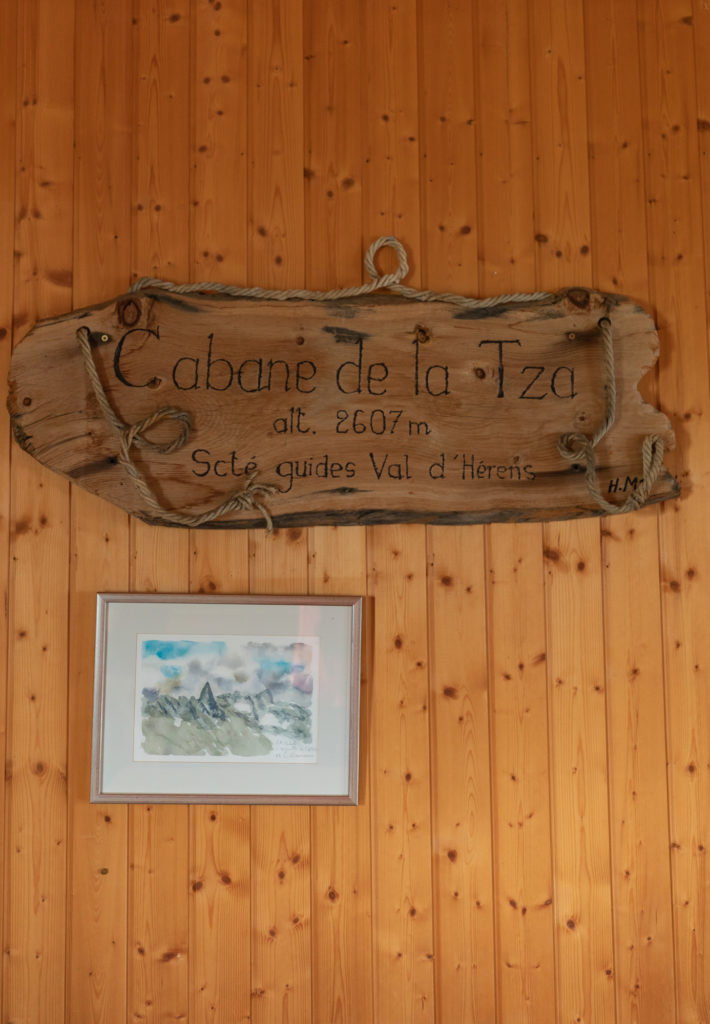 Cabane de la Tza
alt. 2607 m
Scté guides Val d'Hérens